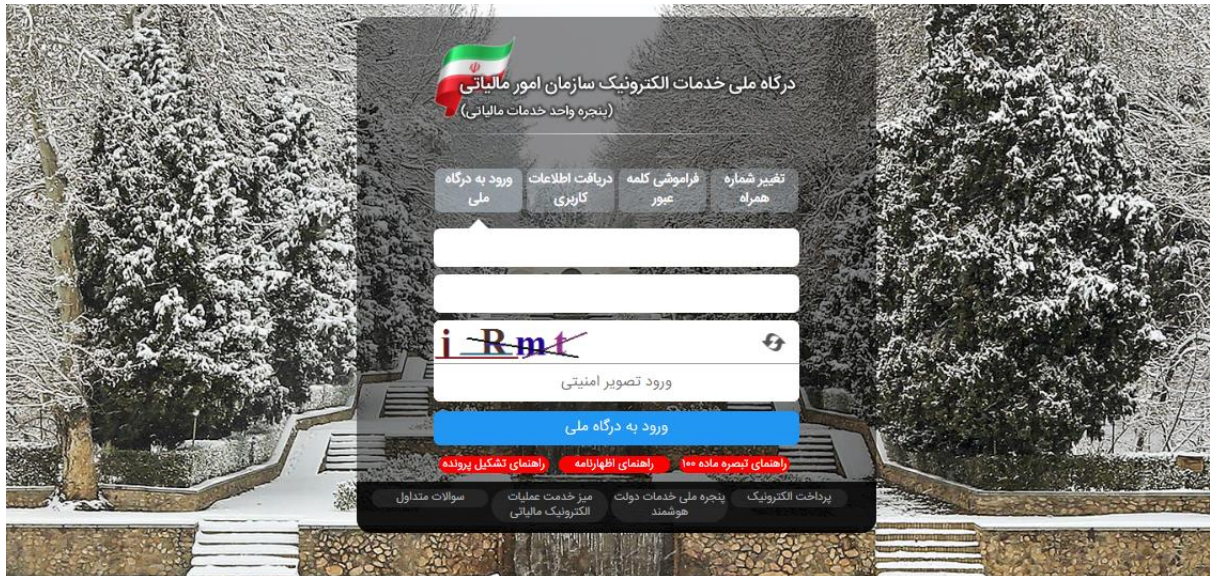 درگاه ملی خدمات الکترونیک سازمان امور مالیاتی
(پنجره واحد خدمات مالیاتی)
تغییر شماره همراه
فراموشی کلمه عبور
دریافت اطلاعات کاربری
ورود به درگاه ملی
i R m t
ورود تصویر امنیتی
ورود به درگاه ملی
راهنمای تبصره ماده ۱۰۰
راهنمای اظهارنامه
راهنمای تشکیل پرونده
پرداخت الکترونیک
پنجره ملی خدمات دولت هوشمند
میز خدمت عملیات الکترونیک مالیاتی
سوالات متداول